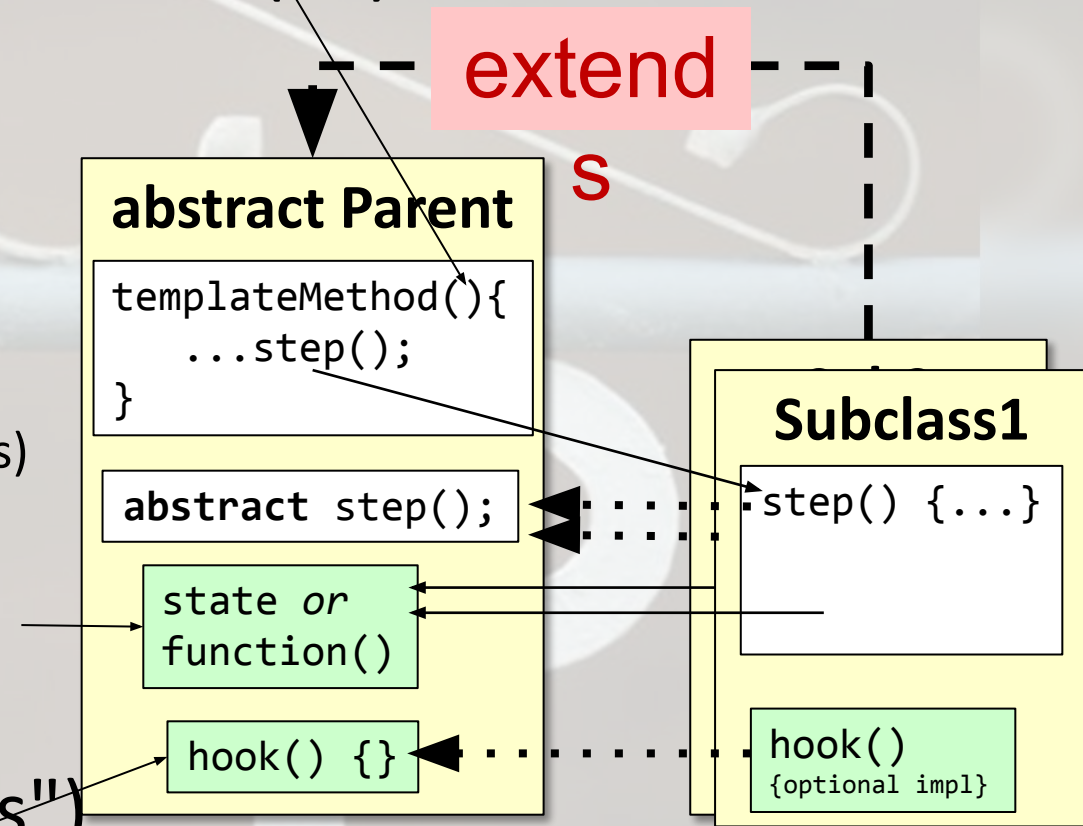 extend
s
abstract Parent
templateMethod(){
...step();
}
s)
abstract step();
state or
function()
hook() {}
s")
Subclass1
step() {...}
hook()
{optional impl}